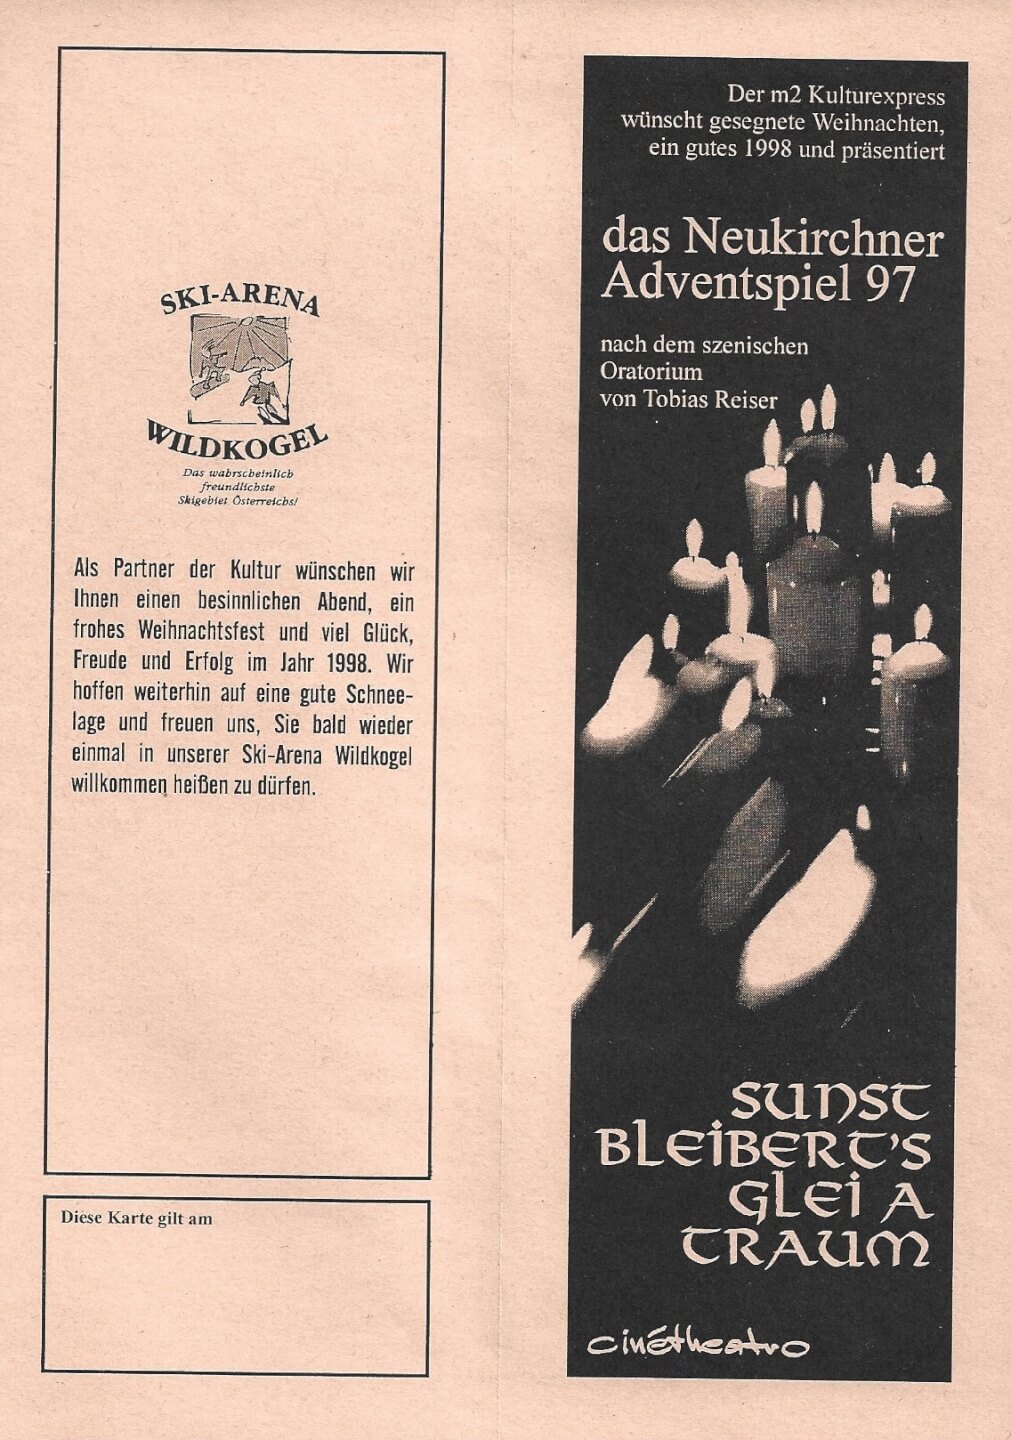 SKI-ARENA
WILDKOGEL
Das wahrscheinlich
freundlichste
Skigebiet Österreichs!
Als Partner der Kultur wünschen wir
Ihnen einen besinnlichen Abend, ein
frohes Weihnachtsfest und viel Glück,
Freude und Erfolg im Jahr 1998. Wir
hoffen weiterhin auf eine gute Schnee-
lage und freuen uns, Sie bald wieder
einmal in unserer Ski-Arena Wildkogel
willkommen heißen zu dürfen.
Diese Karte gilt am
Der m2 Kulturexpress
wünscht gesegnete Weihnachten,
ein gutes 1998 und präsentiert
das Neukirchner
Adventspiel 97
nach dem szenischen
Oratorium
von Tobias Reiser
SUNST
BLEIBERT'S
GLEI A
TRAUM
cinétheatro